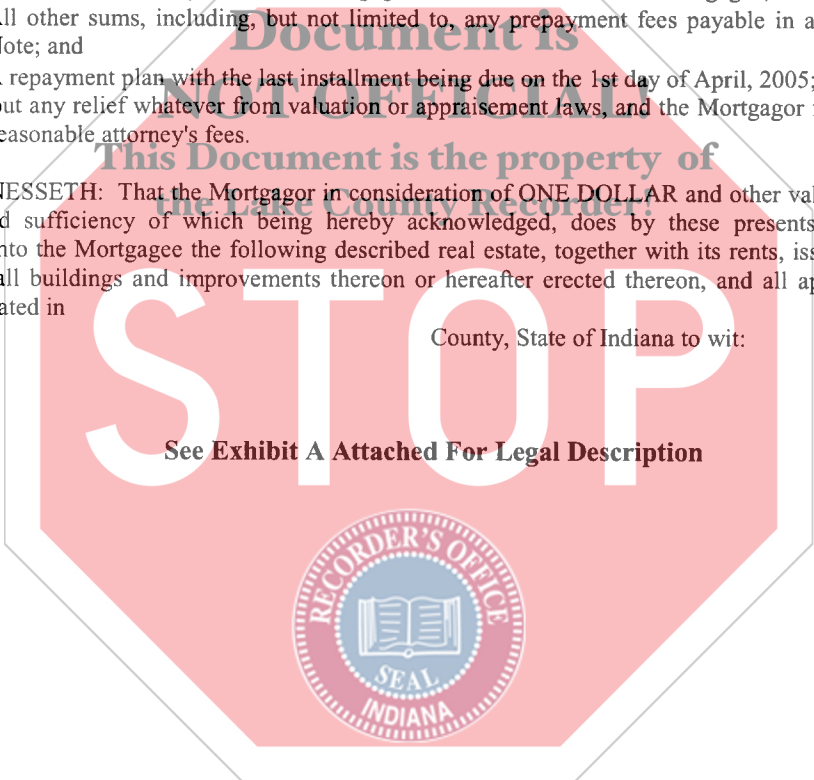 All other sums, including, but not limited to, any prepayment fees payable in a
Document is
Note; and
repayment plan with the last installment being due on the 1st day of April, 2005;
NOT OFFICIAL
out any relief whatever from valuation or appraisement laws, and the Mortgagor
easonable attorney's fees.
This Document is the property of
NESSETH: That the Mortgagor in consideration of ONE DOLLAR and other val
the Lake County Recorder!
d sufficiency of which being hereby acknowledged, does by these presents
nto the Mortgagee the following described real estate, together with its rents, iss
all buildings and improvements thereon or hereafter erected thereon, and all ap
ated in
STOP
County, State of Indiana to wit:
See Exhibit A Attached For Legal Description
RECORDER'S OFFICE
SEAL
INDIANA